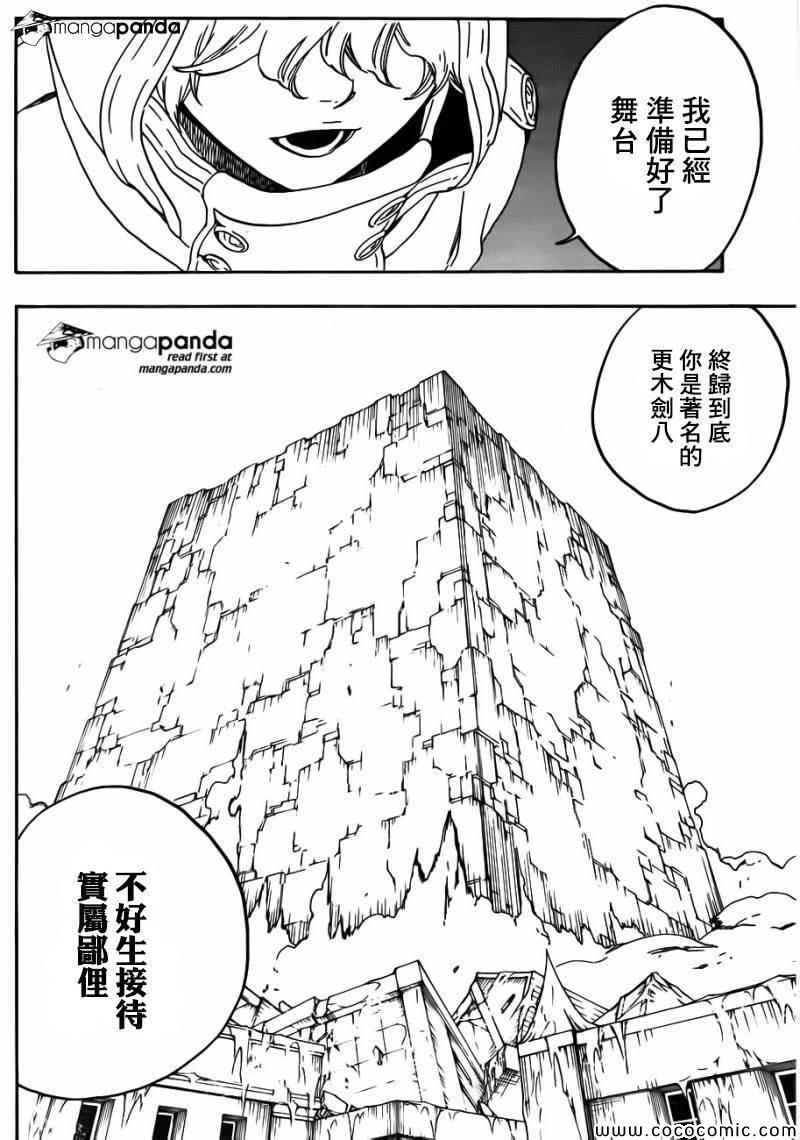 mangapanda
我已經
準備好了
舞台
mangapanda
read first at
mangapanda.com
終歸到底
你是著名的
更木劍八
不好生接待
實屬鄙俚
www.cococomic.com